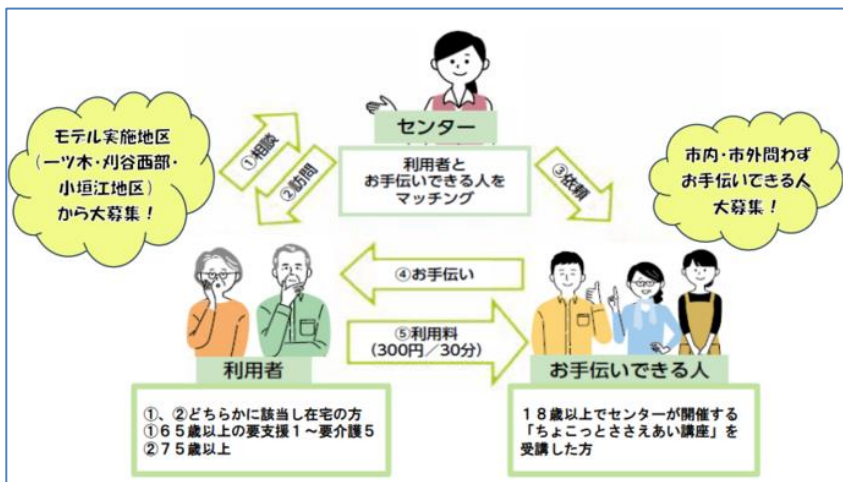 センター
利用者と
お手伝いできる人を
マッチング
モデル実施地区
（一ツ木・刈谷西部・
小垣江地区）
から大募集！
①相談
②訪問
③依頼
市内・市外問わず
お手伝いできる人
大募集！
④お手伝い
⑤利用料
（300円／30分）
利用者
①、②どちらかに該当し在宅の方
①６５歳以上の要支援１～要介護５
②７５歳以上
お手伝いできる人
１８歳以上でセンターが開催する
「ちょこっとささえあい講座」を
受講した方